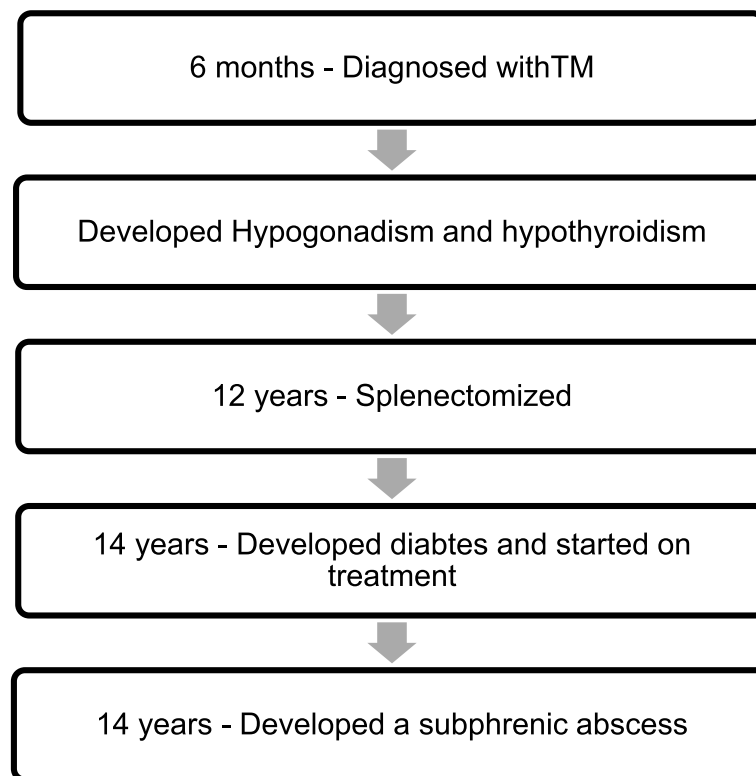 6 months - Diagnosed withTM
Developed Hypogonadism and hypothyroidism
12 years - Splenectomized
14 years - Developed diabtes and started on
treatment
14 years - Developed a subphrenic abscess